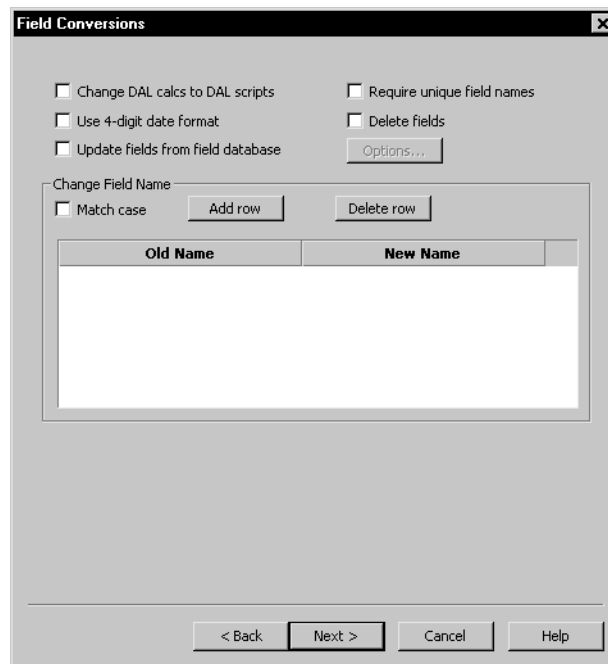 Field Conversions
Change DAL calcs to DAL scripts
Require unique field names
Use 4-digit date format
Delete fields
Update fields from field database
Options...
Change Field Name
Match case
Add row
Delete row
Old Name
New Name
< Back
Next >
Cancel
Help